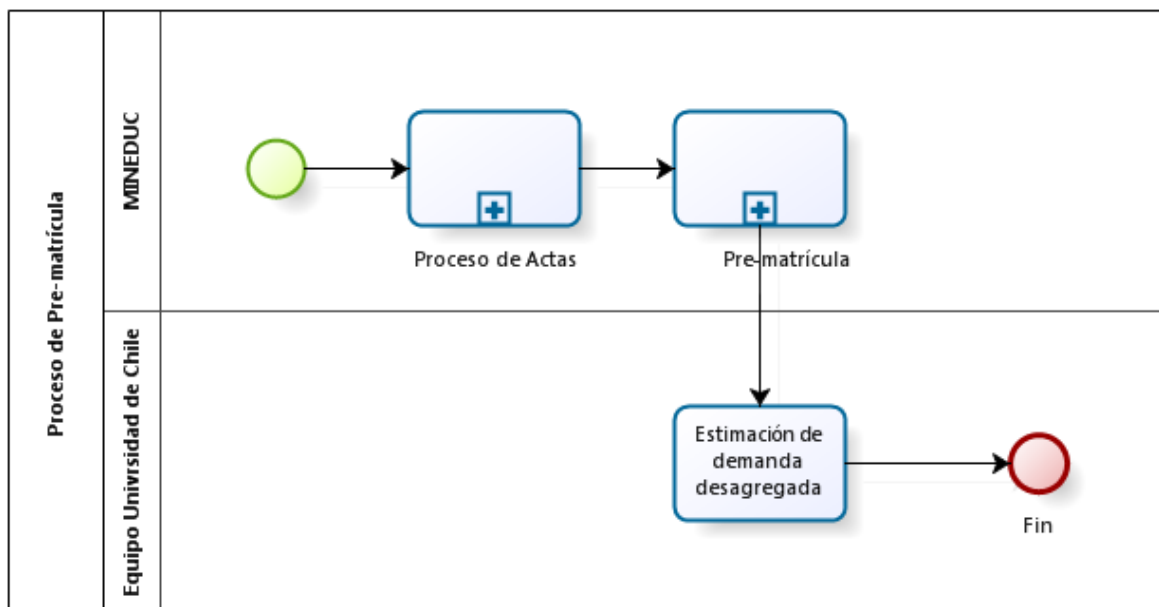 Proceso de Pre-matrícula
MINEDUC
Proceso de Actas
Pre-matrícula
Equipo Univrsidad de Chile
Estimación de
demanda
desagregada
Fin